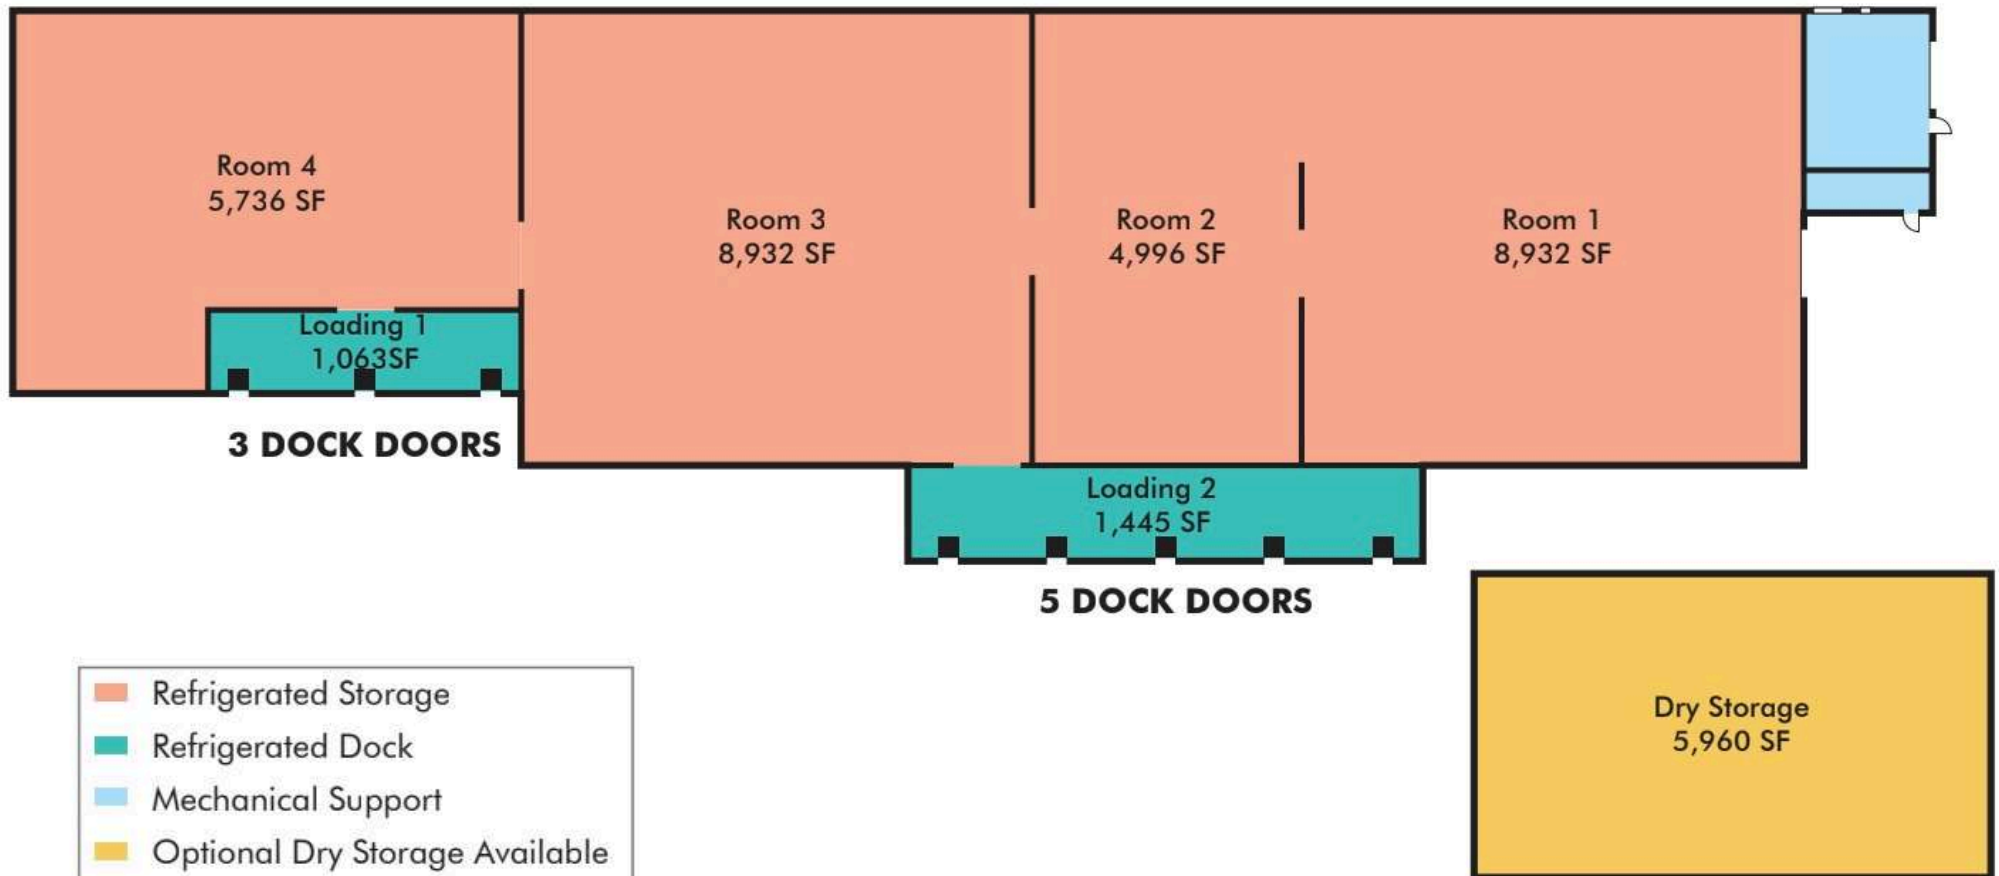 Room 4
5,736 SF
Room 3
8,932 SF
Room 2
4,996 SF
Room 1
8,932 SF
Loading 1
1,063SF
3 DOCK DOORS
Loading 2
1,445 SF
5 DOCK DOORS
Refrigerated Storage
Refrigerated Dock
Mechanical Support
Optional Dry Storage Available
Dry Storage
5,960 SF